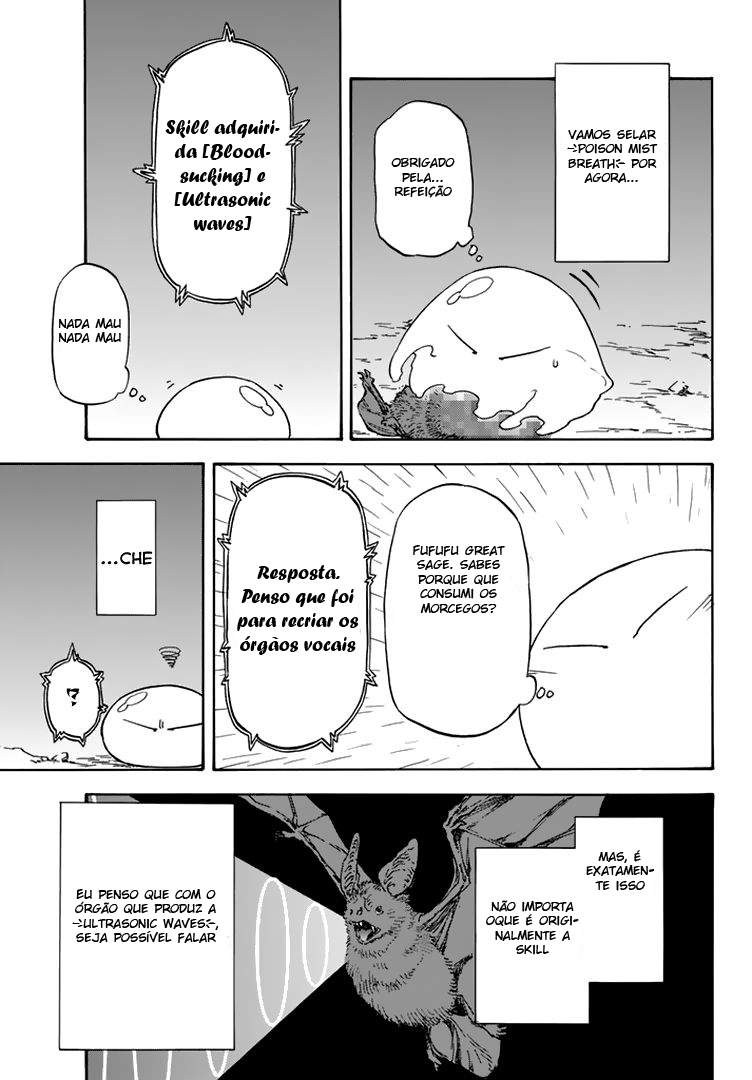 VAMOS SELAR
-:POISON MIST
BREATH:- POR
AGORA...
OBRIGADO
PELA...
REFEIÇÃO
Skill adquiri-
da [Blood-
sucking] e
[Ultrasonic
waves]
NADA MAU
NADA MAU
FUFUFU GREAT
SAGE. SABES
PORQUE QUE
CONSUMI OS
MORCEGOS?
Resposta.
Penso que foi
para recriar os
órgãos vocais
...CHE
?
MAS, É
EXATAMEN-
TE ISSO
NÃO IMPORTA
OQUE É ORIGI-
NALMENTE A
SKILL
EU PENSO QUE COM O
ÓRGÃO QUE PRODUZ A
-:ULTRASONIC WAVES:-,
SEJA POSSÍVEL FALAR